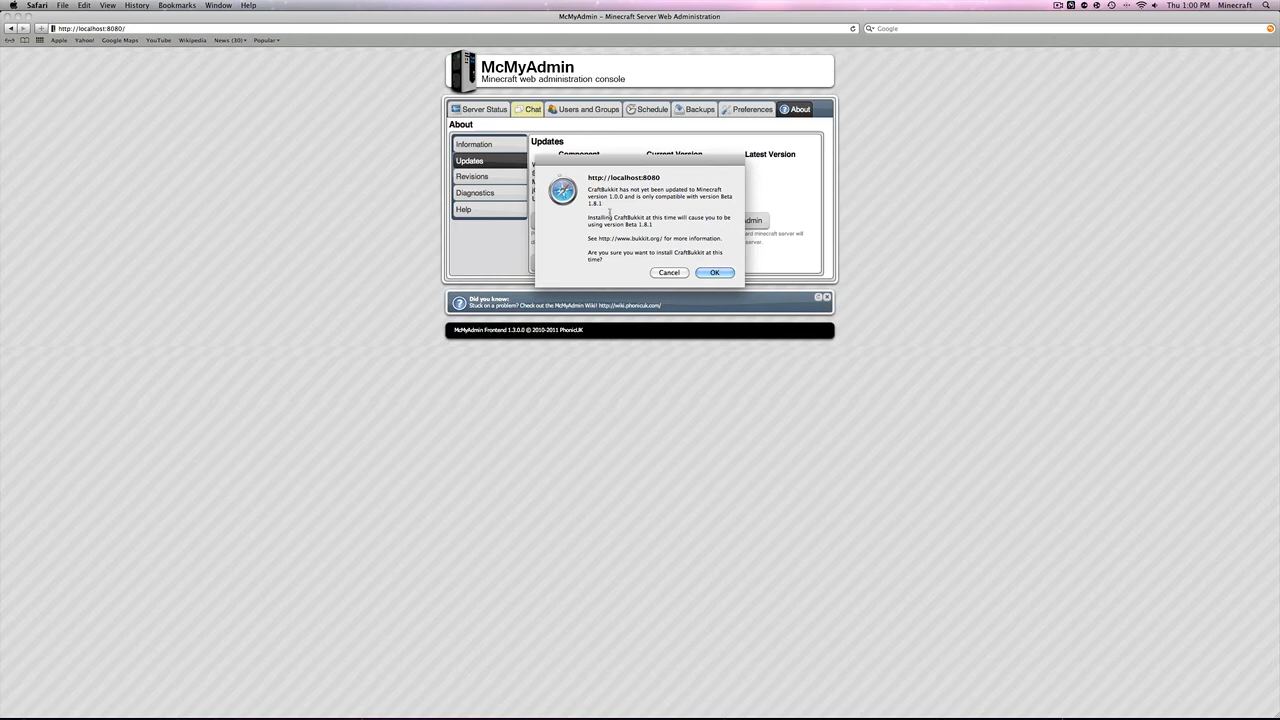 Safari File Edit View History Bookmarks Window Help Thu 1:00 PM Minecraft
McMyAdmin – Minecraft Server Web Administration
http://localhost:8080/ Google
Apple Yahoo! Google Maps YouTube Wikipedia News (30) Popular
McMyAdmin
Minecraft web administration console
Server Status Chat Users and Groups Schedule Backups Preferences About
About
Information
Updates
Revisions
Diagnostics
Help
Updates
Component Current Version Latest Version
http://localhost:8080
CraftBukkit has not yet been updated to Minecraft
version 1.0.0 and is only compatible with version Beta
1.8.1
Installing CraftBukkit at this time will cause you to be
using version Beta 1.8.1
See http://www.bukkit.org/ for more information.
Are you sure you want to install CraftBukkit at this
time?
Cancel OK
dmin
ard minecraft server will
server.
Did you know:
Stuck on a problem? Check out the McMyAdmin Wiki! http://wiki.phonicuk.com/
McMyAdmin Frontend 1.3.0.0 © 2010-2011 PhonicUK